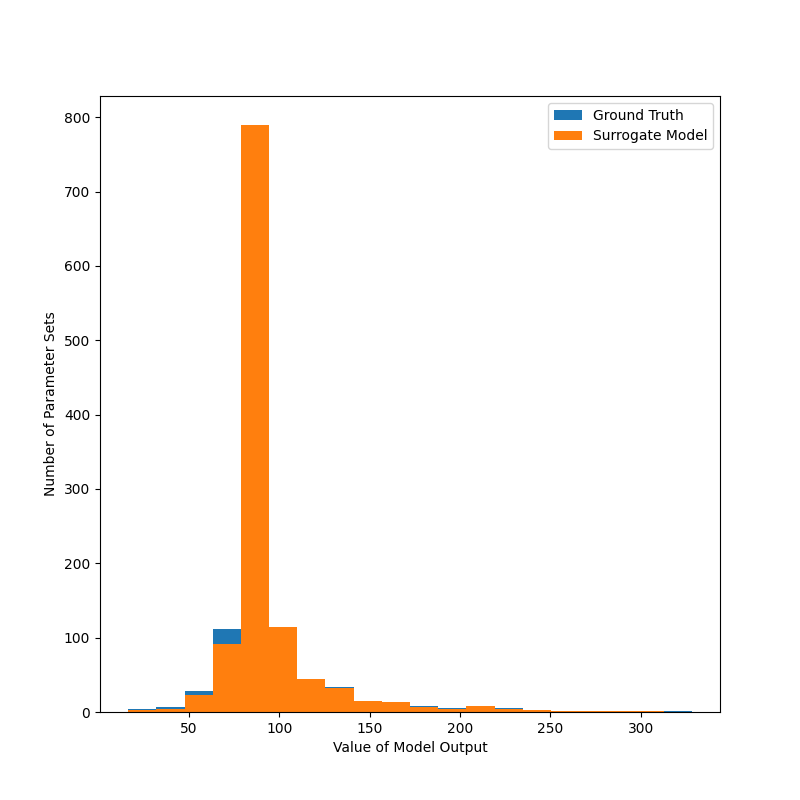 Ground Truth
Surrogate Model
800
700
600
500
400
300
200
100
0
Number of Parameter Sets
50 100 150 200 250 300
Value of Model Output